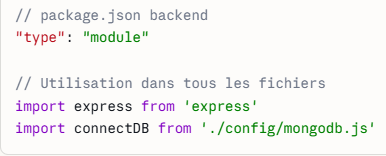 // package.json backend
"type": "module"
// Utilisation dans tous les fichiers
import express from 'express'
import connectDB from './config/mongodb.js'